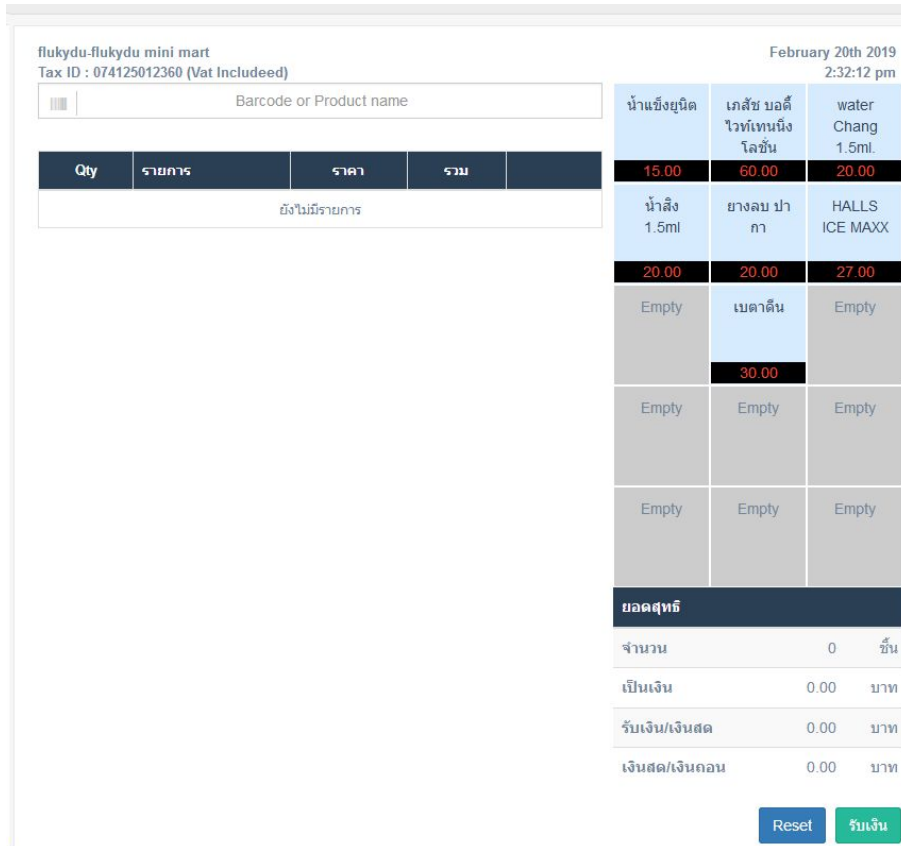 flukydu-flukydu mini mart
Tax ID : 074125012360 (Vat Includeed)
February 20th 2019
2:32:12 pm
Barcode or Product name
Qty รายการ ราคา รวม
ยังไม่มีรายการ
น้ำแข็งยูนิต
15.00
เภสัช บอดี้
ไวท์เทนนิ่ง
โลชั่น
60.00
water
Chang
1.5ml.
20.00
น้ำสิง
1.5ml
20.00
ยางลบ ปา
กา
20.00
HALLS
ICE MAXX
27.00
Empty
เบตาดีน
30.00
Empty
Empty
Empty
Empty
Empty
Empty
Empty
ยอดสุทธิ
จำนวน 0 ชิ้น
เป็นเงิน 0.00 บาท
รับเงิน/เงินสด 0.00 บาท
เงินสด/เงินถอน 0.00 บาท
Reset รับเงิน